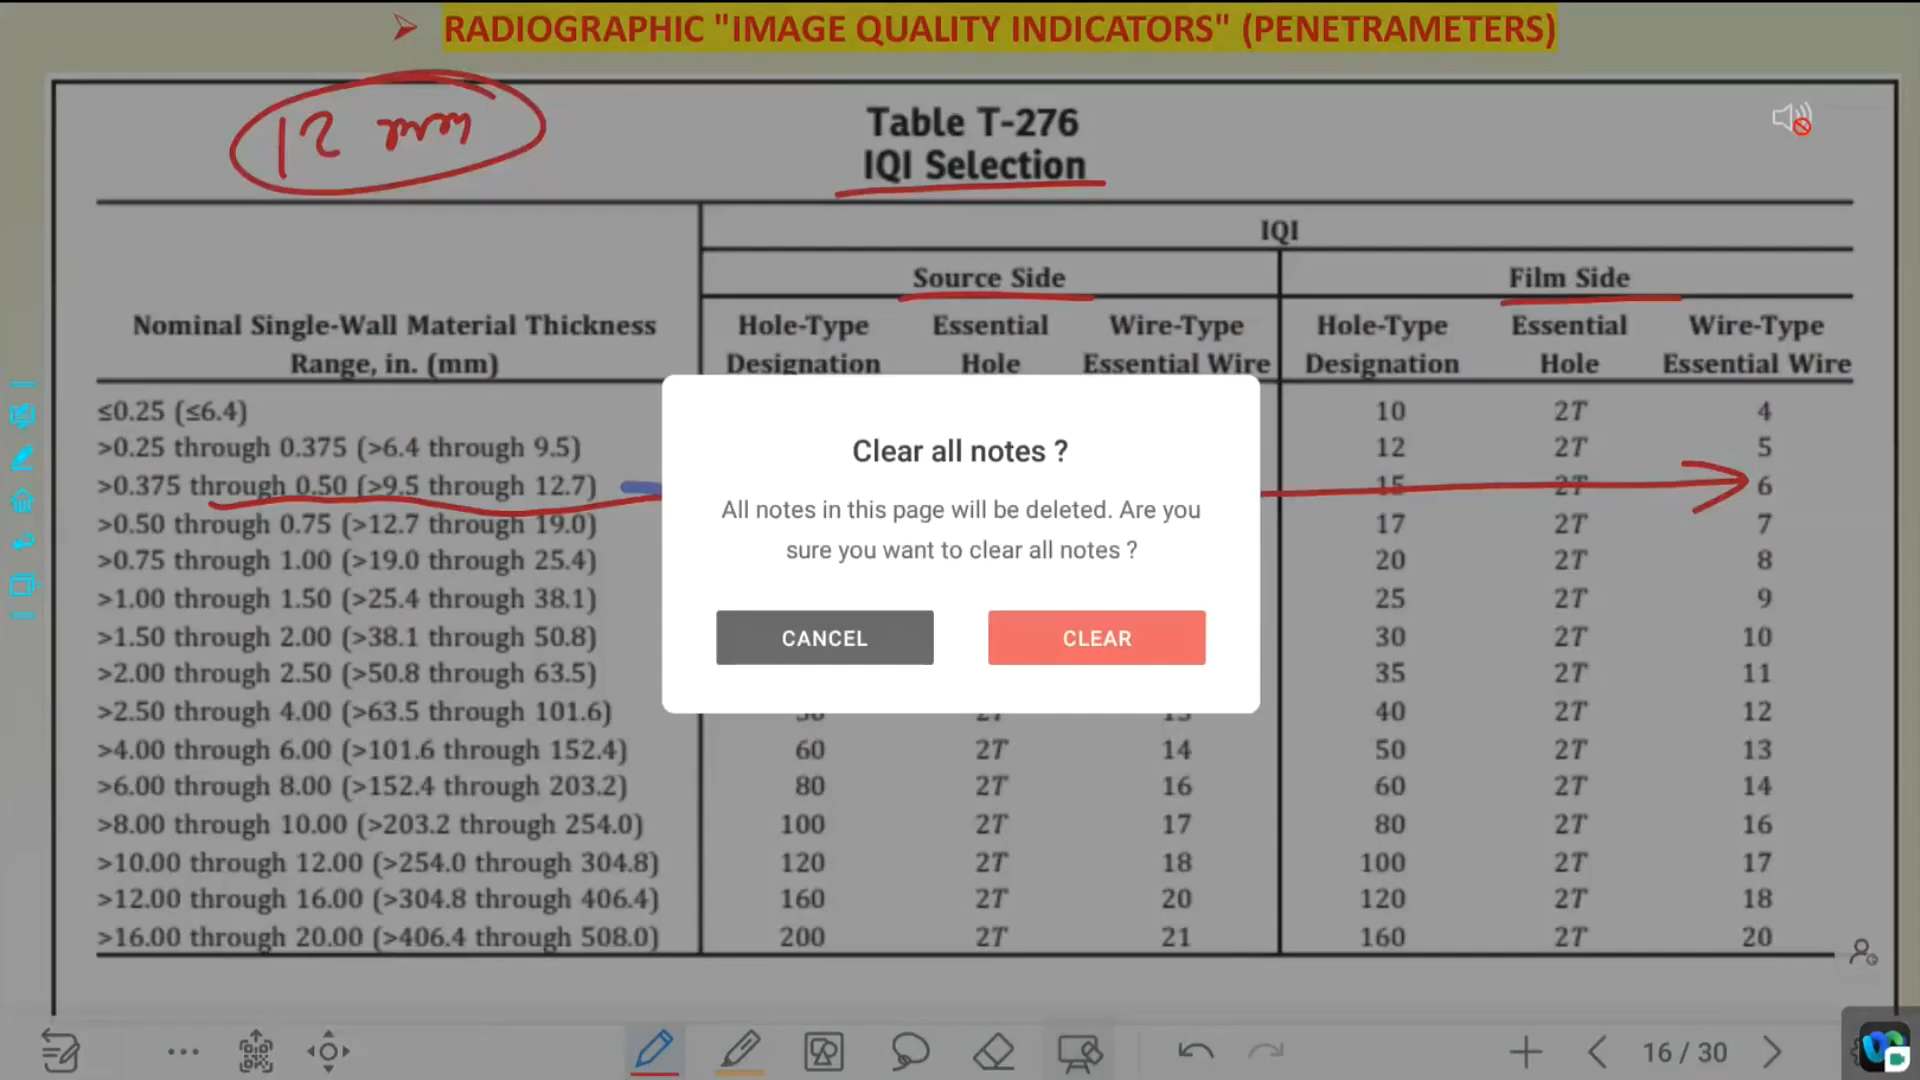 ➢ RADIOGRAPHIC "IMAGE QUALITY INDICATORS" (PENETRAMETERS)
12 mm
Table T-276
IQI Selection
IQI
Source Side Film Side
Nominal Single-Wall Material Thickness Hole-Type Essential Wire-Type Hole-Type Essential Wire-Type
Range, in. (mm) Designation Hole Essential Wire Designation Hole Essential Wire
≤0.25 (≤6.4) 10 2T 4
>0.25 through 0.375 (>6.4 through 9.5) 12 2T 5
>0.375 through 0.50 (>9.5 through 12.7) 15 2T 6
>0.50 through 0.75 (>12.7 through 19.0) 17 2T 7
>0.75 through 1.00 (>19.0 through 25.4) 20 2T 8
>1.00 through 1.50 (>25.4 through 38.1) 25 2T 9
>1.50 through 2.00 (>38.1 through 50.8) 30 2T 10
>2.00 through 2.50 (>50.8 through 63.5) 35 2T 11
>2.50 through 4.00 (>63.5 through 101.6) 40 2T 12
>4.00 through 6.00 (>101.6 through 152.4) 60 2T 14 50 2T 13
>6.00 through 8.00 (>152.4 through 203.2) 80 2T 16 60 2T 14
>8.00 through 10.00 (>203.2 through 254.0) 100 2T 17 80 2T 16
>10.00 through 12.00 (>254.0 through 304.8) 120 2T 18 100 2T 17
>12.00 through 16.00 (>304.8 through 406.4) 160 2T 20 120 2T 18
>16.00 through 20.00 (>406.4 through 508.0) 200 2T 21 160 2T 20
Clear all notes ?
All notes in this page will be deleted. Are you
sure you want to clear all notes ?
CANCEL CLEAR
16 / 30